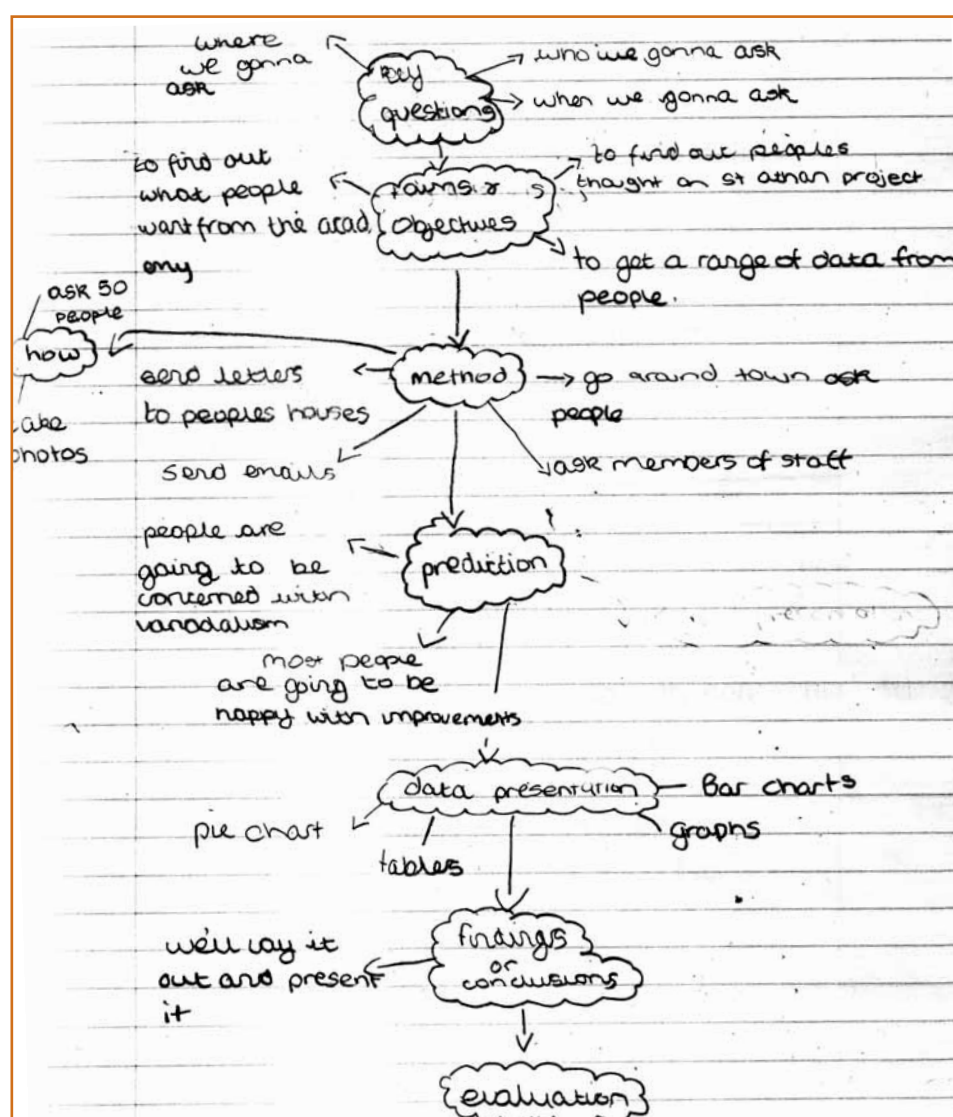 where
we gonna
ask
key
questions
who we gonna ask
when we gonna ask
to find out
what people
want from the acad
emy
objectives
to find out peoples
thought on st athan project
to get a range of data from
people.
ask 50
people
how
photos
send letters
to peoples houses
send emails
method
go around town ask
people
ask members of staff
people are
going to be
concerned with
vanadalism
prediction
most people
are going to be
happy with improvements
data presentation
Bar charts
graphs
pie chart
tables
findings
or
conclusions
we'll lay it
out and present
it
evaluation